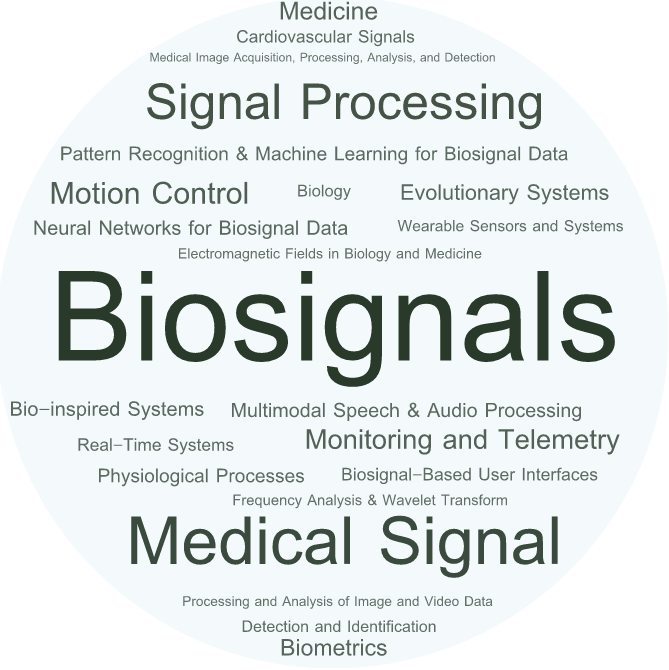 Medicine
Cardiovascular Signals
Medical Image Acquisition, Processing, Analysis, and Detection
Signal Processing
Pattern Recognition & Machine Learning for Biosignal Data
Motion Control Biology Evolutionary Systems
Neural Networks for Biosignal Data Wearable Sensors and Systems
Electromagnetic Fields in Biology and Medicine
Biosignals
Bio-inspired Systems Multimodal Speech & Audio Processing
Real-Time Systems Monitoring and Telemetry
Physiological Processes Biosignal-Based User Interfaces
Frequency Analysis & Wavelet Transform
Medical Signal
Processing and Analysis of Image and Video Data
Detection and Identification
Biometrics